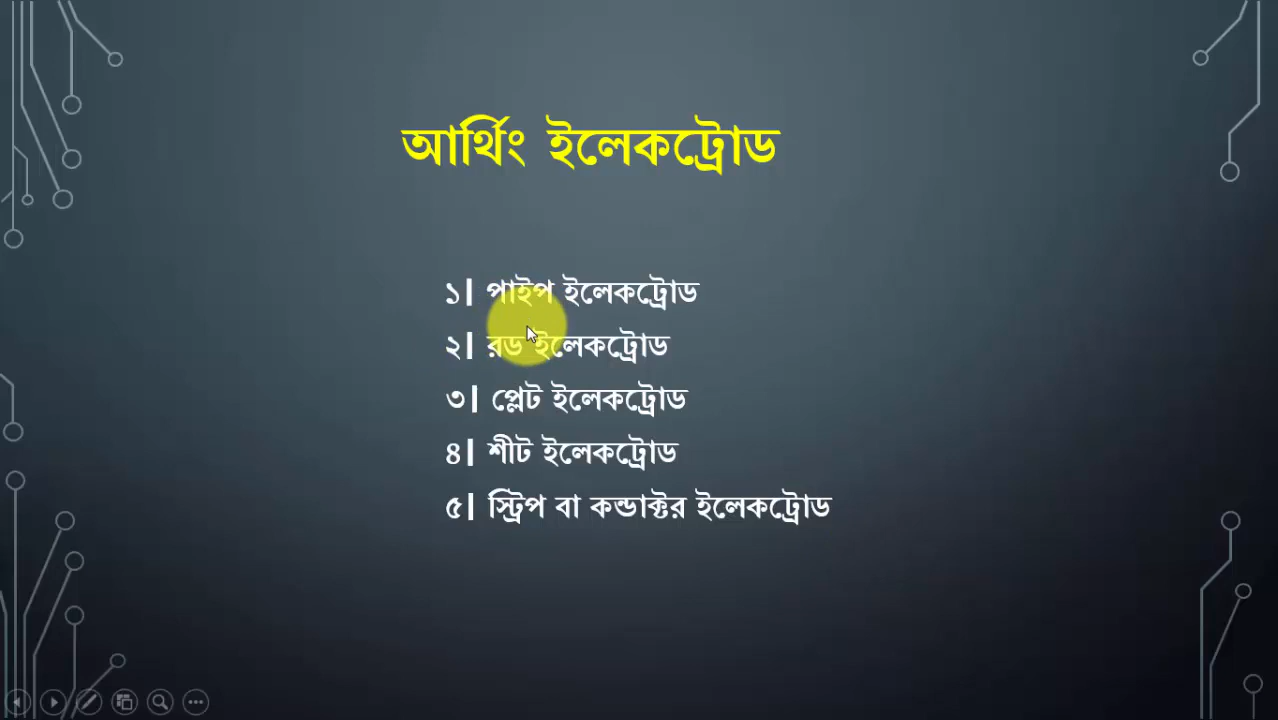 আর্থিং ইলেকট্রোড
১| পাইপ ইলেকট্রোড
২| রড ইলেকট্রোড
৩| প্লেট ইলেকট্রোড
৪| শীট ইলেকট্রোড
৫| স্ট্রিপ বা কন্ডাক্টর ইলেকট্রোড